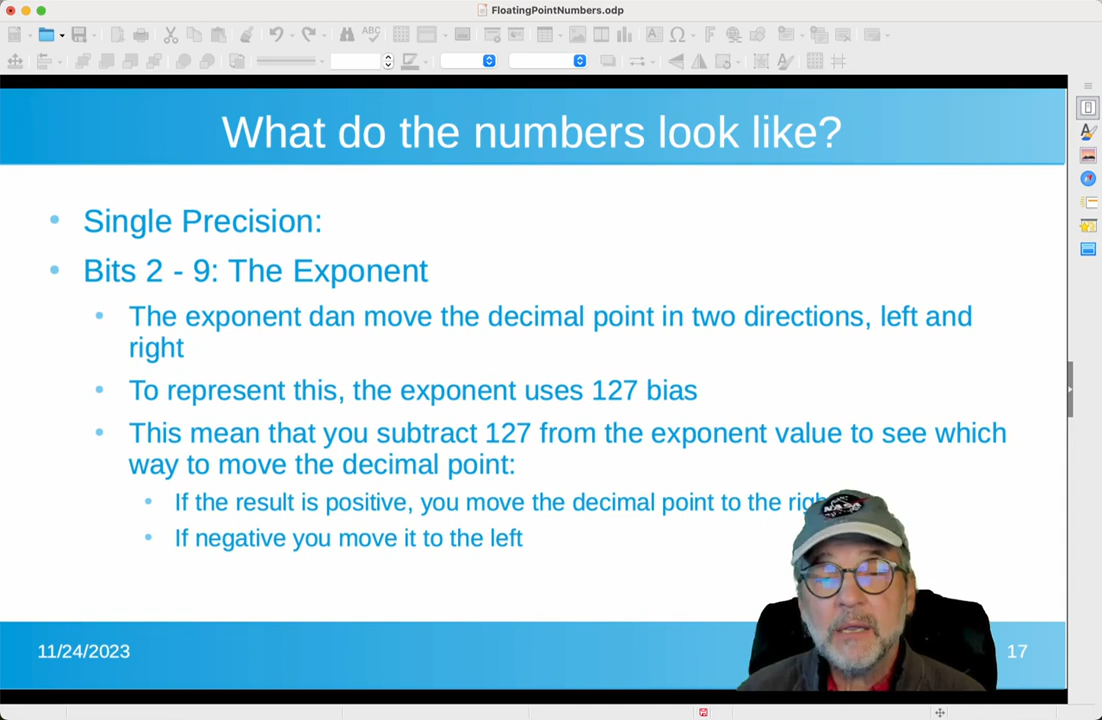 FloatingPointNumbers.odp
What do the numbers look like?
Single Precision:
Bits 2 - 9: The Exponent
The exponent dan move the decimal point in two directions, left and
right
To represent this, the exponent uses 127 bias
This mean that you subtract 127 from the exponent value to see which
way to move the decimal point:
If the result is positive, you move the decimal point to the
NASA
If negative you move it to the left
11/24/2023
17